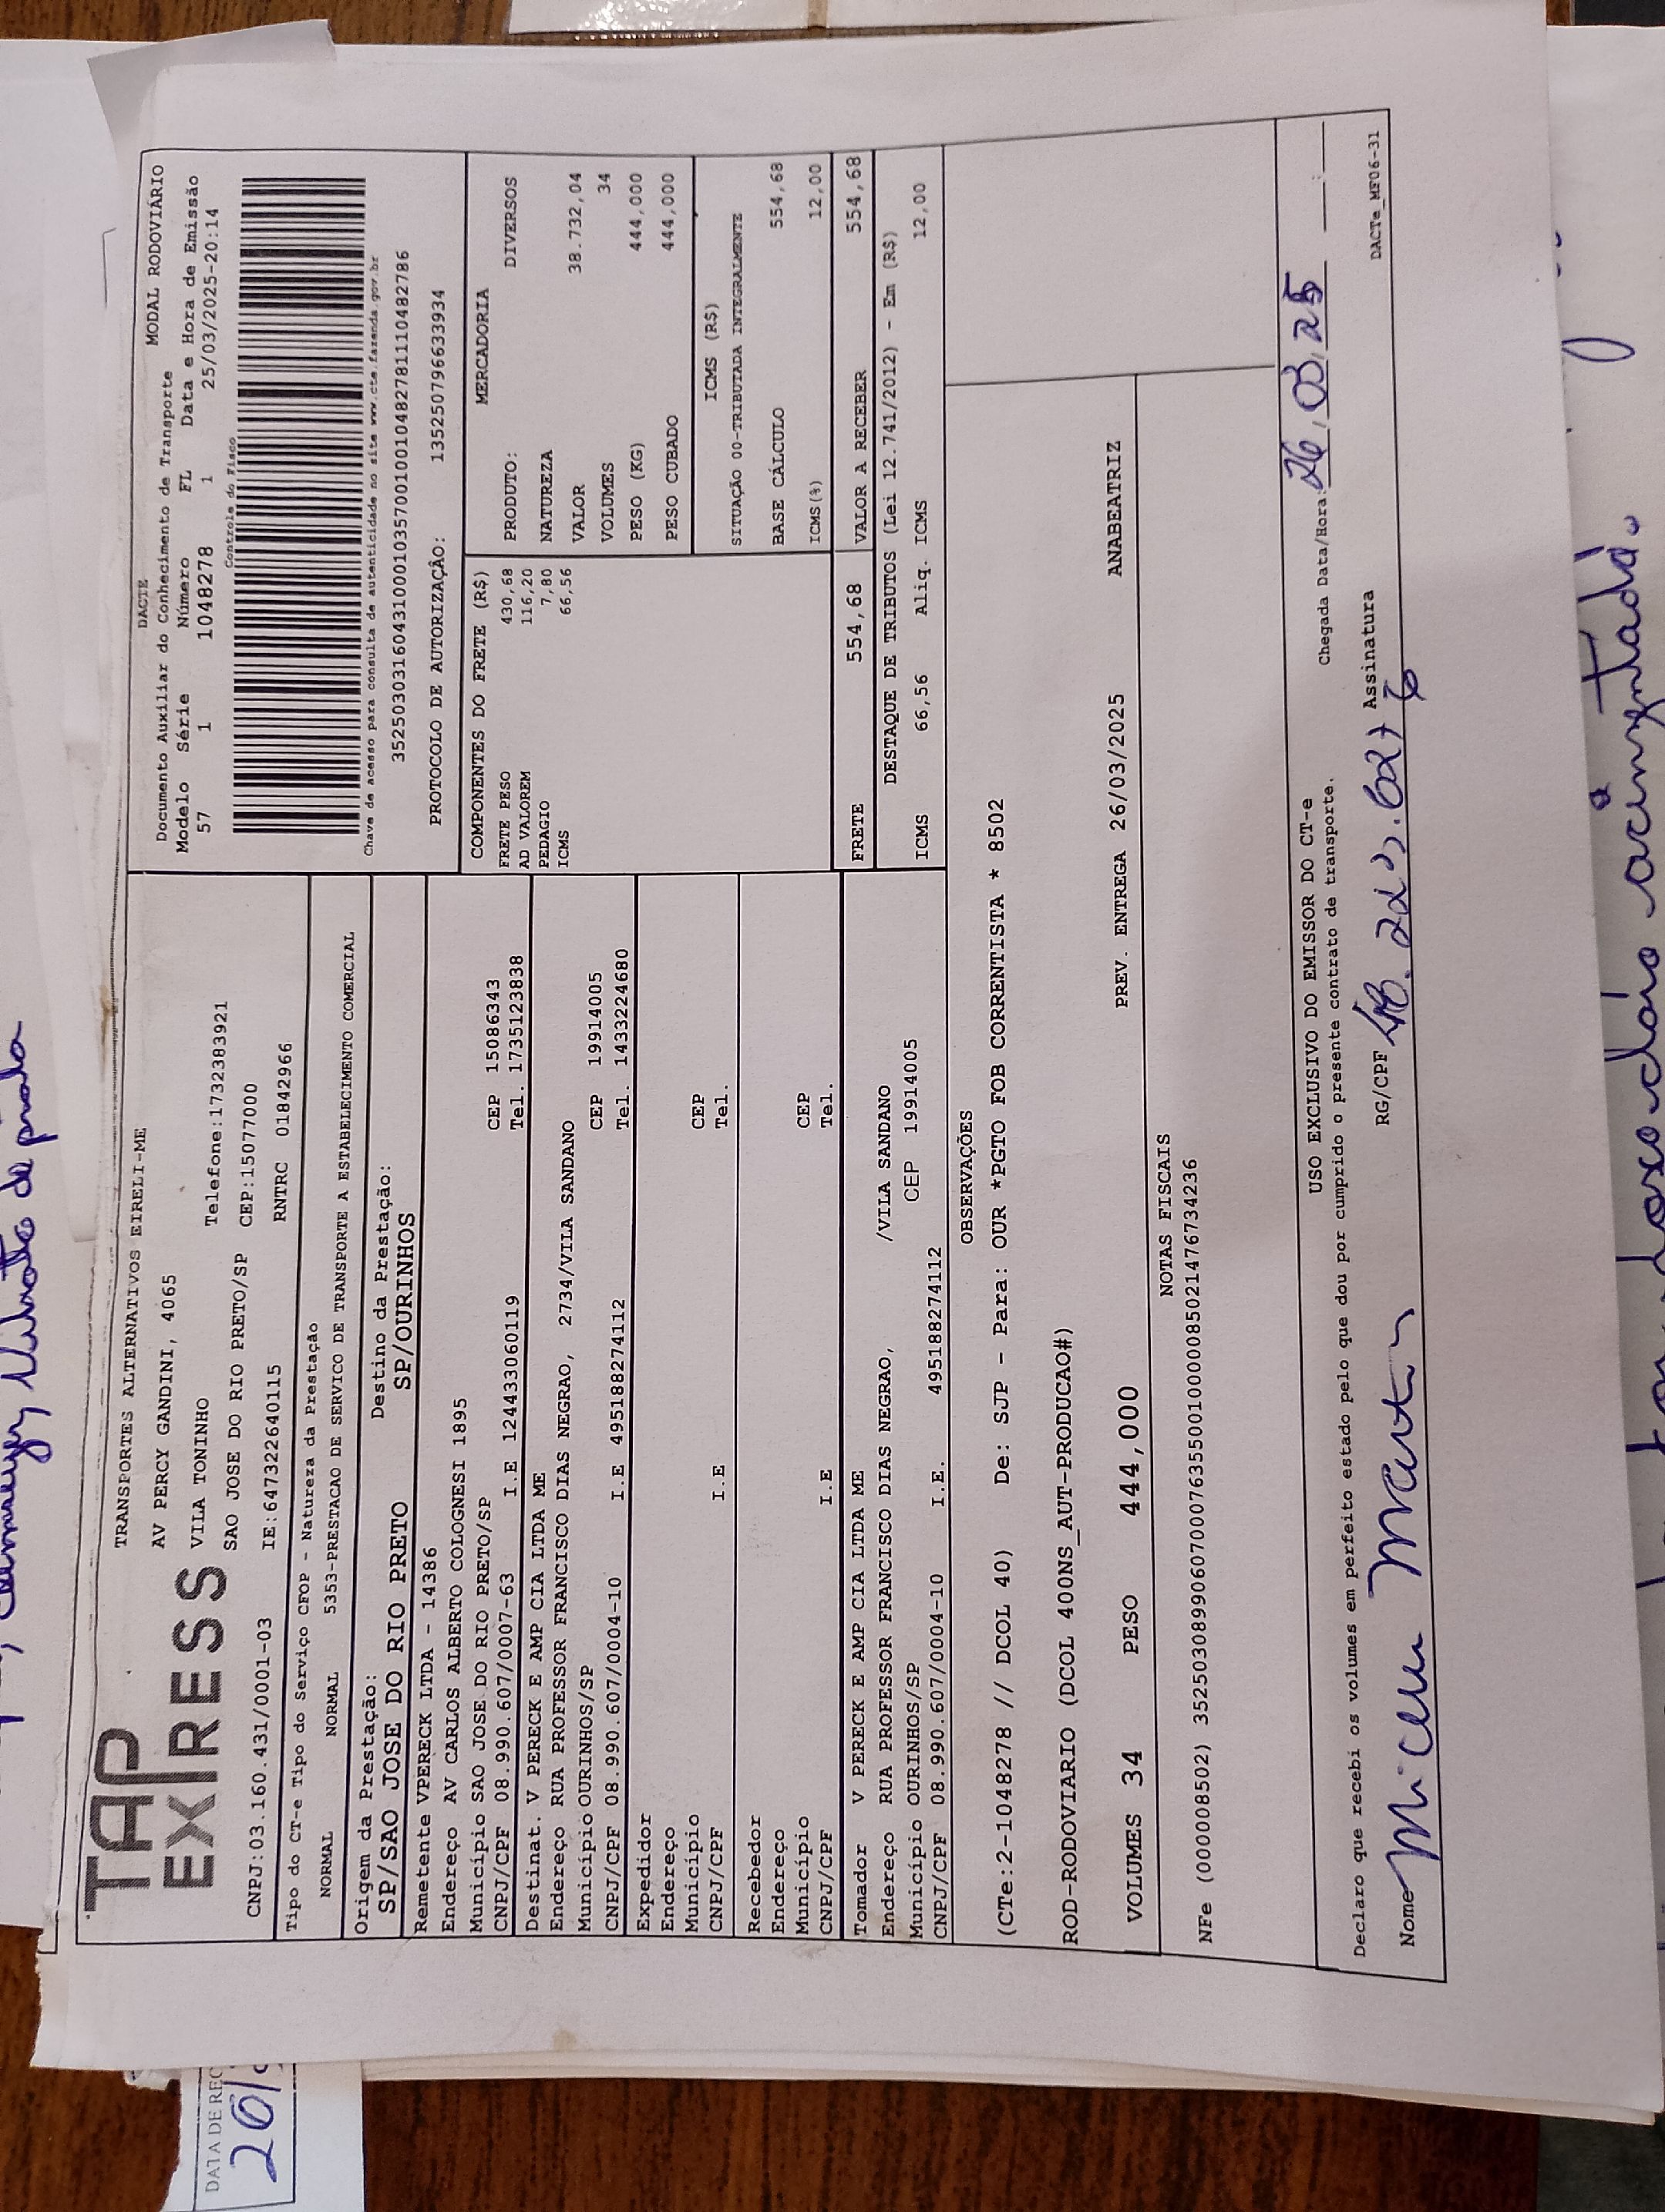 TAP
EXPRESS
TRANSPORTES ALTERNATIVOS EIRELI-ME
AV PERCY GANDINI, 4065
VILA TONINHO
Telefone:1732383921
SAO JOSE DO RIO PRETO/SP CEP:15077000
CNPJ:03.160.431/0001-03 IE:647322640115 RNTRC 01842966
DACTE
Documento Auxiliar do Conhecimento de Transporte MODAL RODOVIÁRIO
Modelo Série Número FL Data e Hora de Emissão
57 1 1048278 1 25/03/2025-20:14
Controle do Fisco
Chave de acesso para consulta de autenticidade no site www.cte.fazenda.gov.br
35250303160431000103570010010482781110482786
PROTOCOLO DE AUTORIZAÇÃO: 135250796633934
Tipo do CT-e Tipo do Serviço CFOP - Natureza da Prestação
NORMAL NORMAL 5353-PRESTACAO DE SERVICO DE TRANSPORTE A ESTABELECIMENTO COMERCIAL
Origem da Prestação: Destino da Prestação:
SP/SAO JOSE DO RIO PRETO SP/OURINHOS
Remetente VPERECK LTDA - 14386
Endereço AV CARLOS ALBERTO COLOGNESI 1895
Município SAO JOSE DO RIO PRETO/SP CEP 15086343
CNPJ/CPF 08.990.607/0007-63 I.E 124433060119 Tel. 1735123838
Destinat. V PERECK E AMP CIA LTDA ME
Endereço RUA PROFESSOR FRANCISCO DIAS NEGRAO, 2734/VILA SANDANO
Município OURINHOS/SP CEP 19914005
CNPJ/CPF 08.990.607/0004-10 I.E 495188274112 Tel. 1433224680
Expedidor
Endereço
Município CEP
CNPJ/CPF I.E Tel.
Recebedor
Endereço
Município CEP
CNPJ/CPF I.E Tel.
Tomador V PERECK E AMP CIA LTDA ME
Endereço RUA PROFESSOR FRANCISCO DIAS NEGRAO, /VILA SANDANO
Município OURINHOS/SP CEP 19914005
CNPJ/CPF 08.990.607/0004-10 I.E. 495188274112
COMPONENTES DO FRETE (R$)
FRETE PESO 430,68
AD VALOREM 116,20
PEDAGIO 7,80
ICMS 66,56
MERCADORIA
PRODUTO: DIVERSOS
NATUREZA
VALOR 38.732,04
VOLUMES 34
PESO (KG) 444,000
PESO CUBADO 444,000
ICMS (R$)
SITUAÇÃO 00-TRIBUTADA INTEGRALMENTE
BASE CÁLCULO 554,68
ICMS(%) 12,00
FRETE 554,68 VALOR A RECEBER 554,68
DESTAQUE DE TRIBUTOS (Lei 12.741/2012) - Em (R$)
ICMS 66,56 Aliq. ICMS 12,00
OBSERVAÇÕES
(CTe:2-1048278 // DCOL 40) De: SJP - Para: OUR *PGTO FOB CORRENTISTA * 8502
ROD-RODOVIARIO (DCOL 400NS_AUT-PRODUCAO#)
VOLUMES 34 PESO 444,000 PREV. ENTREGA 26/03/2025 ANABEATRIZ
NOTAS FISCAIS
NFe (000008502) 35250308990607000763550010000085021476734236
USO EXCLUSIVO DO EMISSOR DO CT-e
Declaro que recebi os volumes em perfeito estado pelo que dou por cumprido o presente contrato de transporte.
Chegada Data/Hora: 26/03/25 ___:___
Nome RG/CPF Assinatura
DACTe_MF06-31
DATA DE REC
de prata
acinzentado.